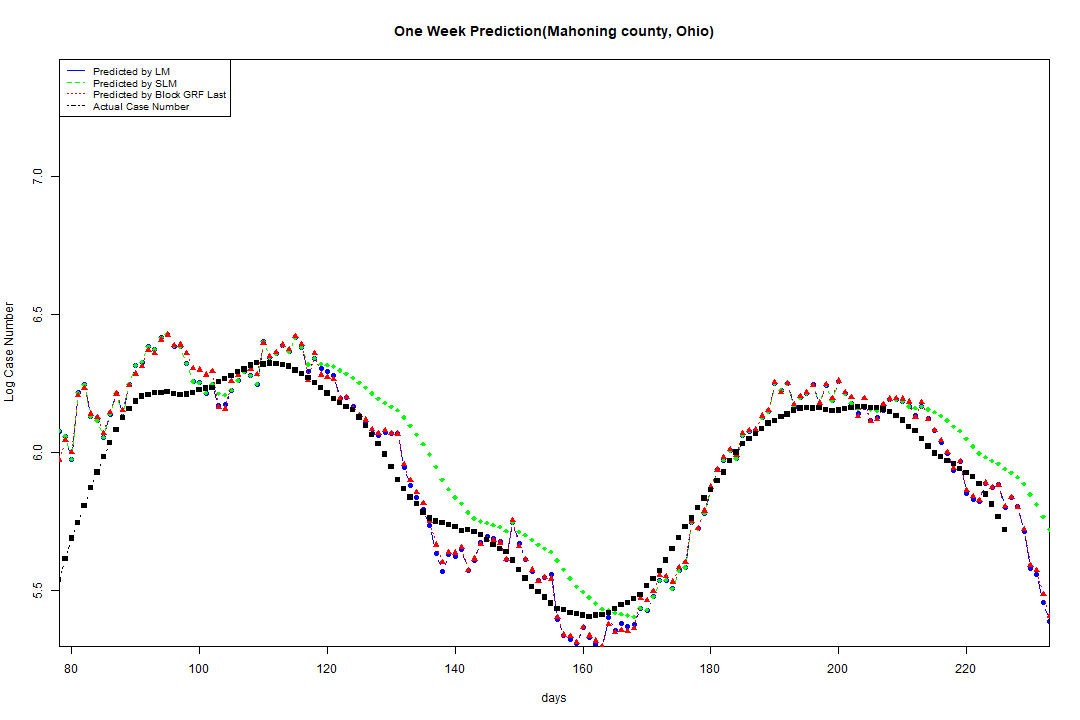 One Week Prediction(Mahoning county, Ohio)
Predicted by LM
Predicted by SLM
Predicted by Block GRF Last
Actual Case Number
Log Case Number
7.0
6.5
6.0
5.5
80 100 120 140 160 180 200 220
days